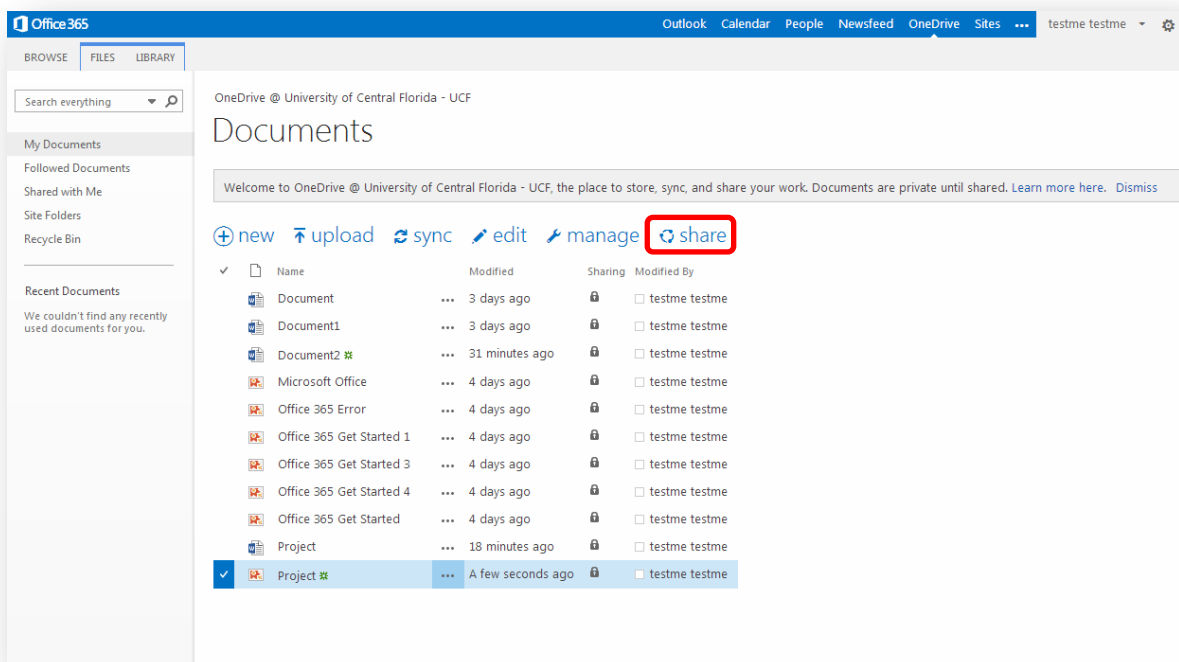 Office 365 Outlook Calendar People Newsfeed OneDrive Sites ••• testme testme
BROWSE FILES LIBRARY
Search everything
My Documents
Followed Documents
Shared with Me
Site Folders
Recycle Bin
Recent Documents
We couldn't find any recently
used documents for you.
OneDrive @ University of Central Florida - UCF
Documents
Welcome to OneDrive @ University of Central Florida - UCF, the place to store, sync, and share your work. Documents are private until shared. Learn more here. Dismiss
new upload sync edit manage share
Name Modified Sharing Modified By
Document ... 3 days ago testme testme
Document1 ... 3 days ago testme testme
Document2 ... 31 minutes ago testme testme
Microsoft Office ... 4 days ago testme testme
Office 365 Error ... 4 days ago testme testme
Office 365 Get Started 1 ... 4 days ago testme testme
Office 365 Get Started 3 ... 4 days ago testme testme
Office 365 Get Started 4 ... 4 days ago testme testme
Office 365 Get Started ... 4 days ago testme testme
Project ... 18 minutes ago testme testme
Project ... A few seconds ago testme testme